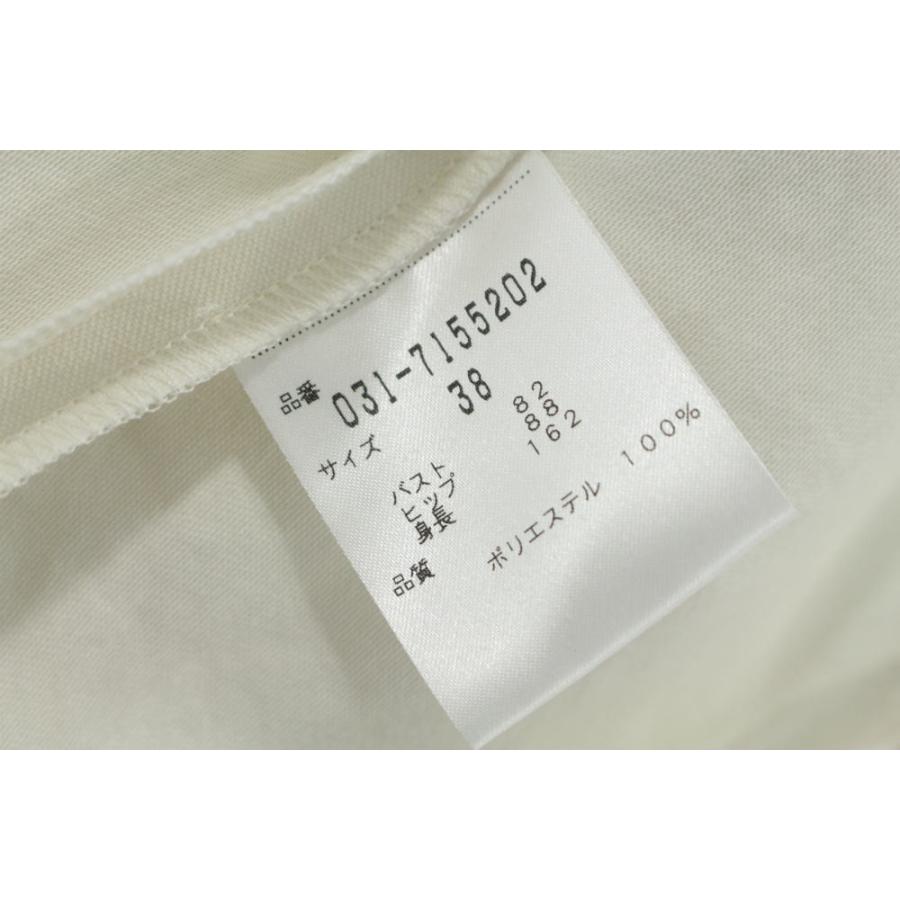 品番 031-7155202
サイズ 38
バスト 82
ヒップ 88
身長 162
品質 ポリエステル 100%